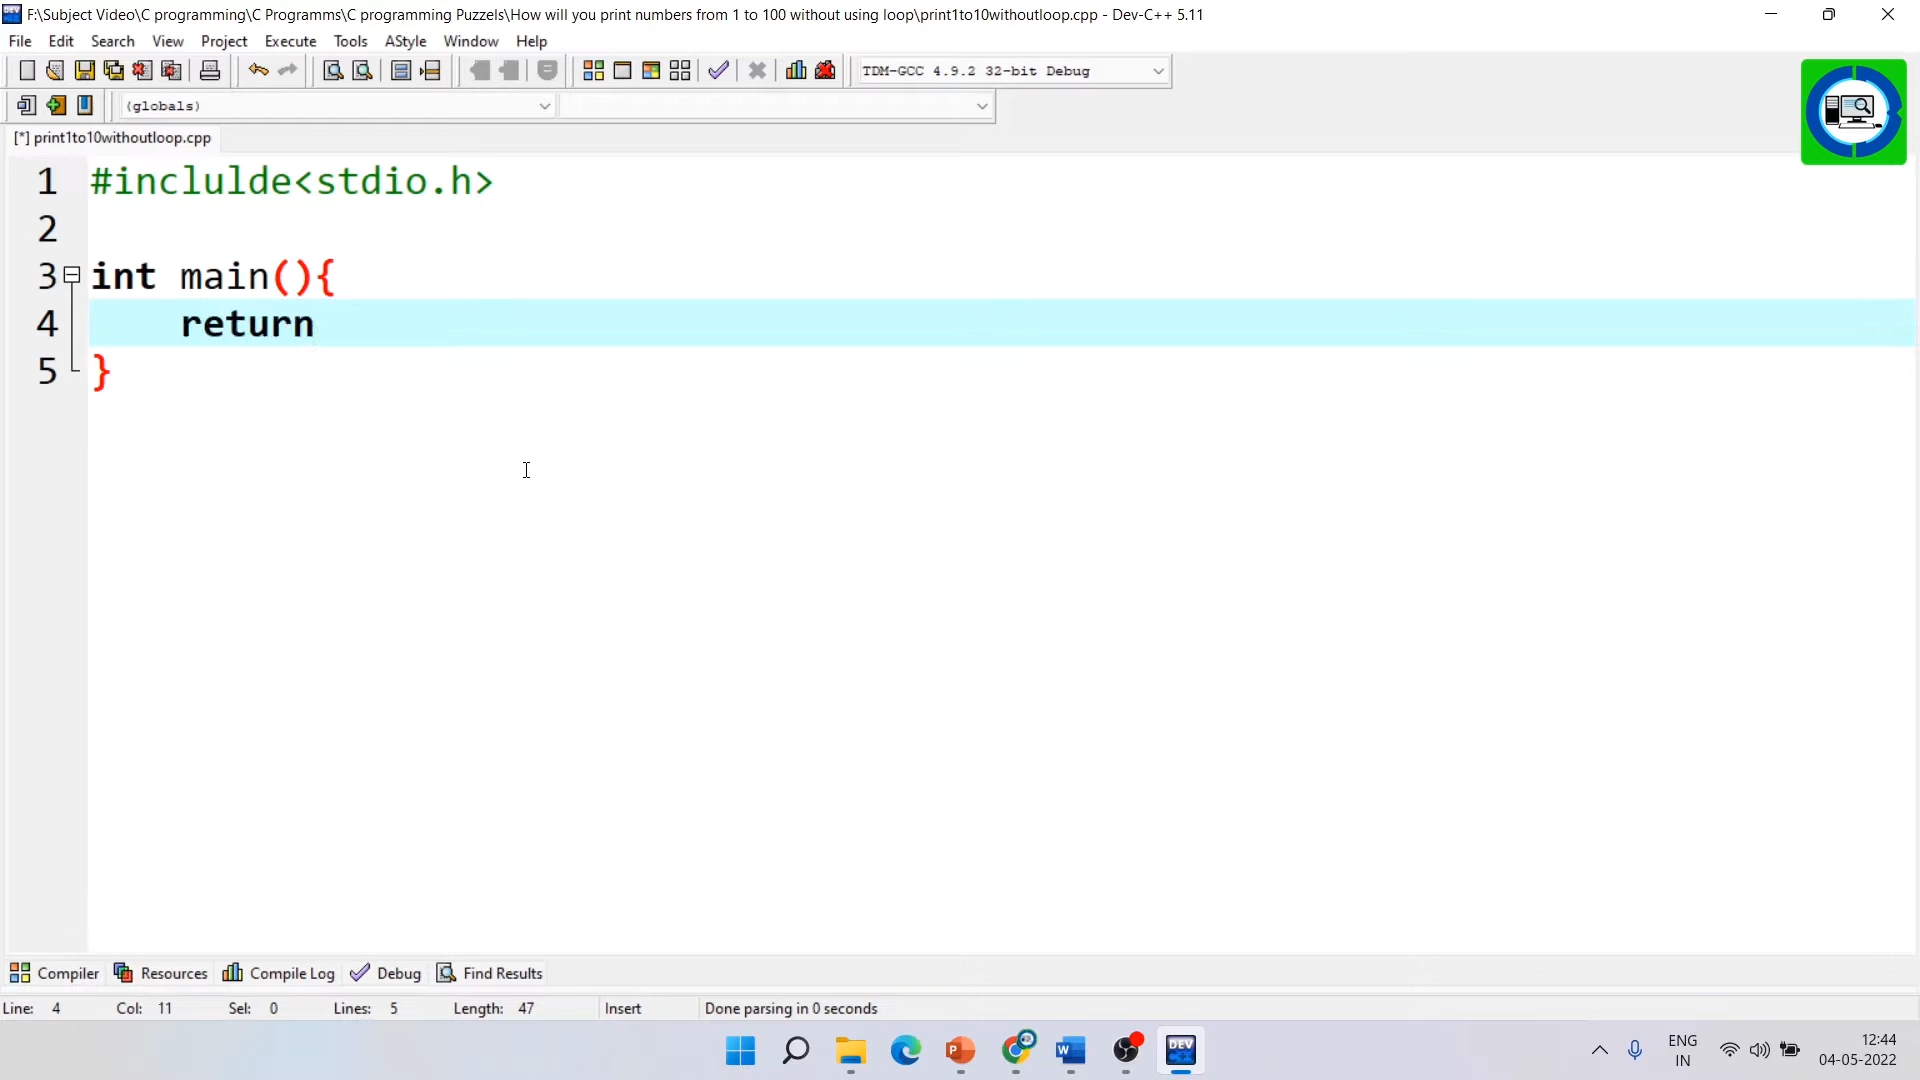 F:\Subject Video\C programming\C Programms\C programming Puzzels\How will you print numbers from 1 to 100 without using loop\print1to10withoutloop.cpp - Dev-C++ 5.11
File Edit Search View Project Execute Tools AStyle Window Help
TDM-GCC 4.9.2 32-bit Debug
(globals)
[*] print1to10withoutloop.cpp
1 #inclulde<stdio.h>
2
3 int main(){
4 return
5 }
Compiler Resources Compile Log Debug Find Results
Line: 4 Col: 11 Sel: 0 Lines: 5 Length: 47 Insert Done parsing in 0 seconds
DEV
ENG 12:44
IN 04-05-2022